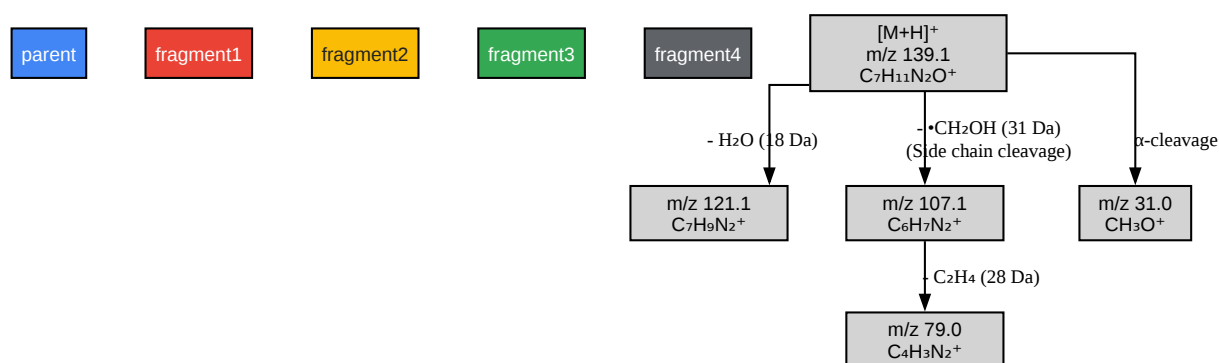 parent
fragment1
fragment2
fragment3
fragment4
[M+H]⁺
m/z 139.1
C₇H₁₁N₂O⁺
- H₂O (18 Da)
- •CH₂OH (31 Da)
(Side chain cleavage)
α-cleavage
m/z 121.1
C₇H₉N₂⁺
m/z 107.1
C₆H₇N₂⁺
m/z 31.0
CH₃O⁺
- C₂H₄ (28 Da)
m/z 79.0
C₄H₃N₂⁺